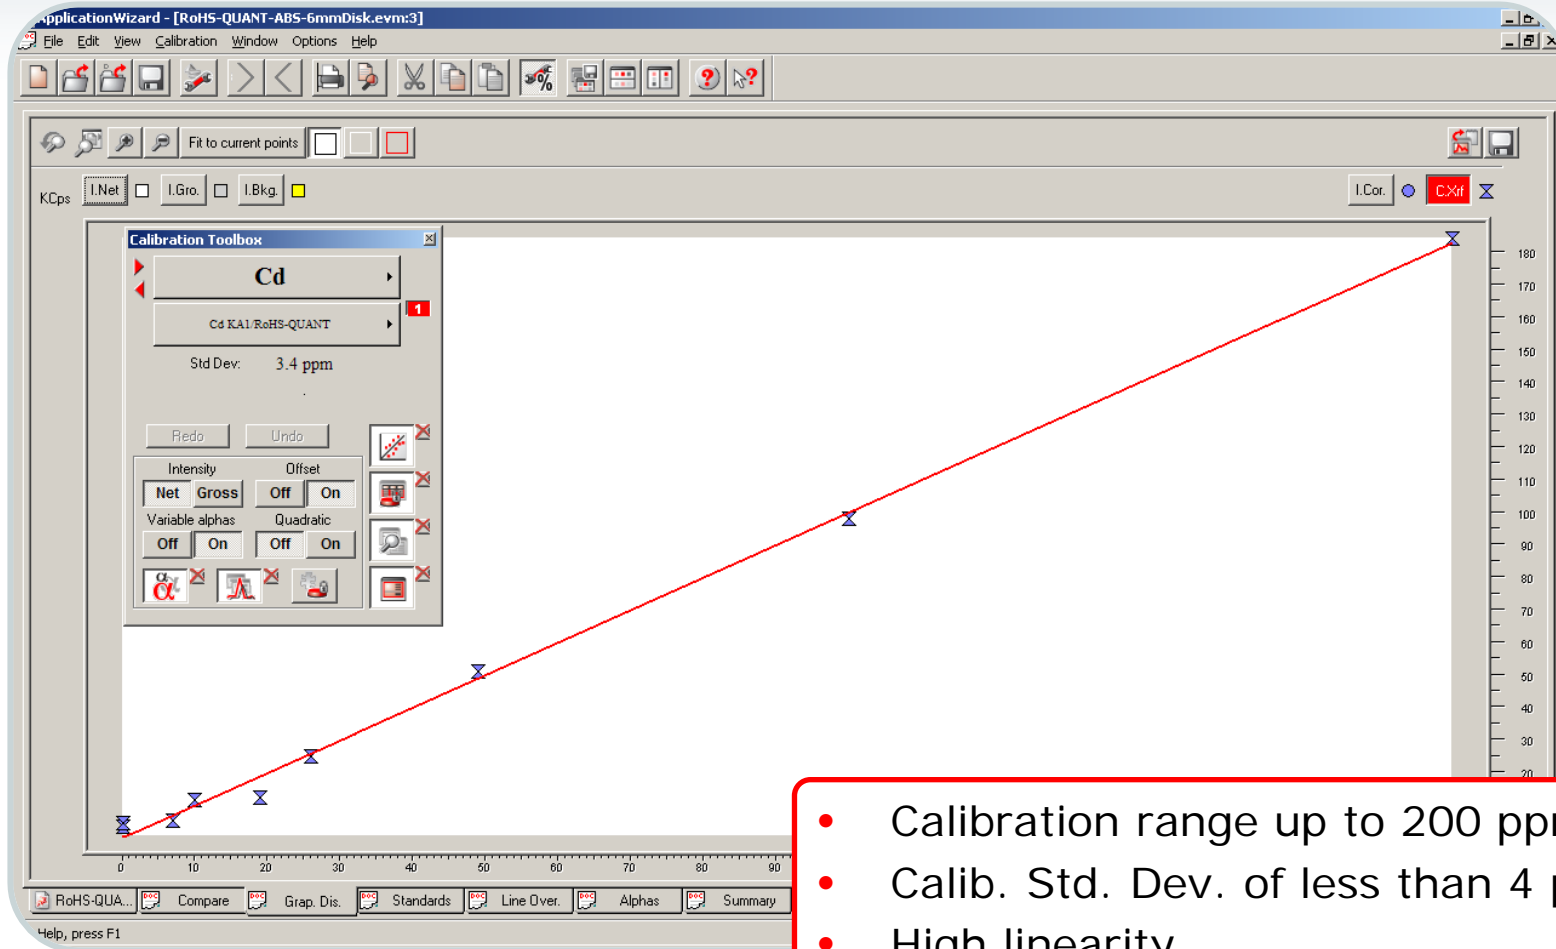 ApplicationWizard - [RoHS-QUANT-ABS-6mmDisk.evm:3]
File Edit View Calibration Window Options Help
Fit to current points
KCps I.Net I.Gro. I.Bkg. I.Cor. C.Xrf
Calibration Toolbox
Cd
Cd KA1/RoHS-QUANT
1
Std Dev: 3.4 ppm
Redo Undo
Intensity Offset
Net Gross Off On
Variable alphas Quadratic
Off On Off On
180
170
160
150
140
130
120
110
100
90
80
70
60
50
40
30
20
0 10 20 30 40 50 60 70 80 90
• Calibration range up to 200 ppm
• Calib. Std. Dev. of less than 4 p
• High linearity
RoHS-QUA... Compare Grap. Dis. Standards Line Over. Alphas Summary
Help, press F1